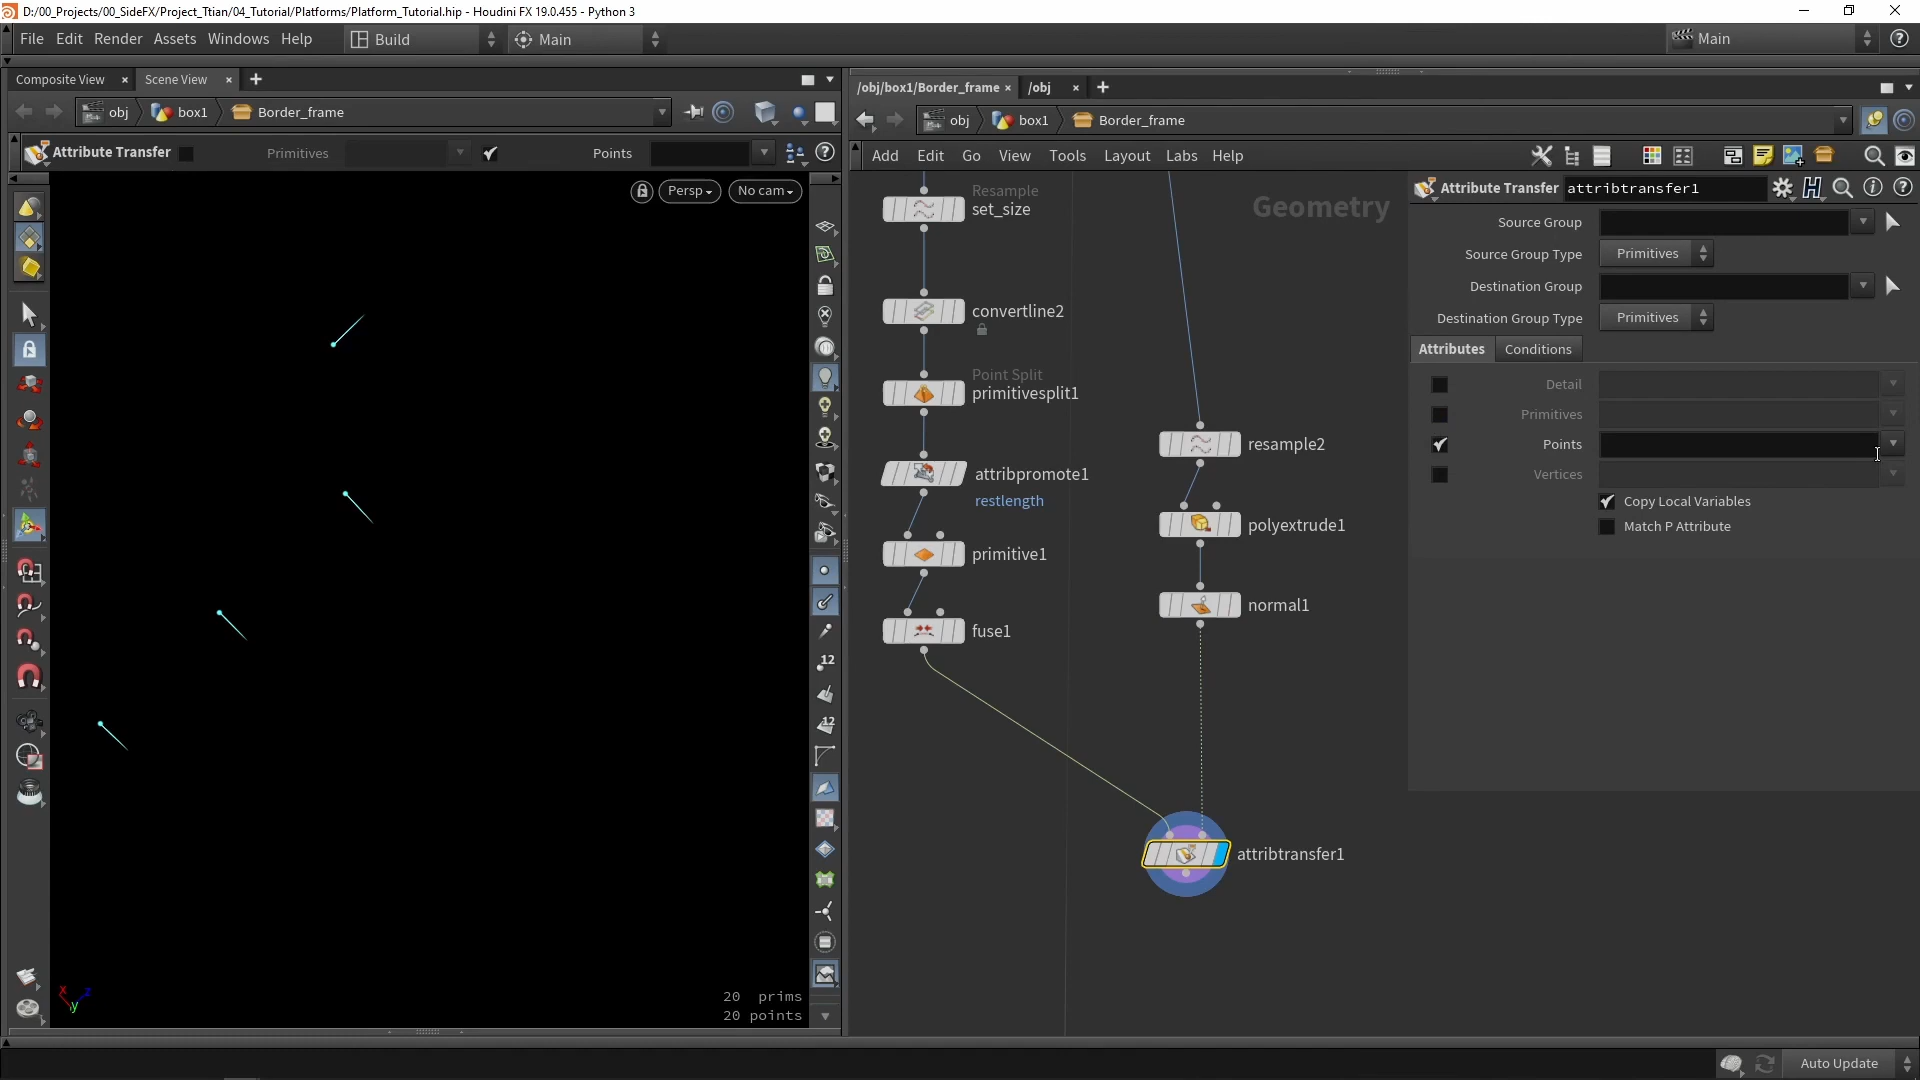 D:/00_Projects/00_SideFX/Project_Ttian/04_Tutorial/Platforms/Platform_Tutorial.hip - Houdini FX 19.0.455 - Python 3
File Edit Render Assets Windows Help Build Main Main
Composite View × Scene View × +
/obj/box1/Border_frame × /obj × +
obj box1 Border_frame
obj box1 Border_frame
Attribute Transfer Primitives Points
Add Edit Go View Tools Layout Labs Help
Persp No cam
Geometry
Resample
set_size
convertline2
Point Split
primitivesplit1
attribpromote1
restlength
primitive1
fuse1
resample2
polyextrude1
normal1
attribtransfer1
Attribute Transfer attribtransfer1
Source Group
Source Group Type Primitives
Destination Group
Destination Group Type Primitives
Attributes Conditions
Detail
Primitives
Points
Vertices
Copy Local Variables
Match P Attribute
12
12
x z
y
20 prims
20 points
Auto Update